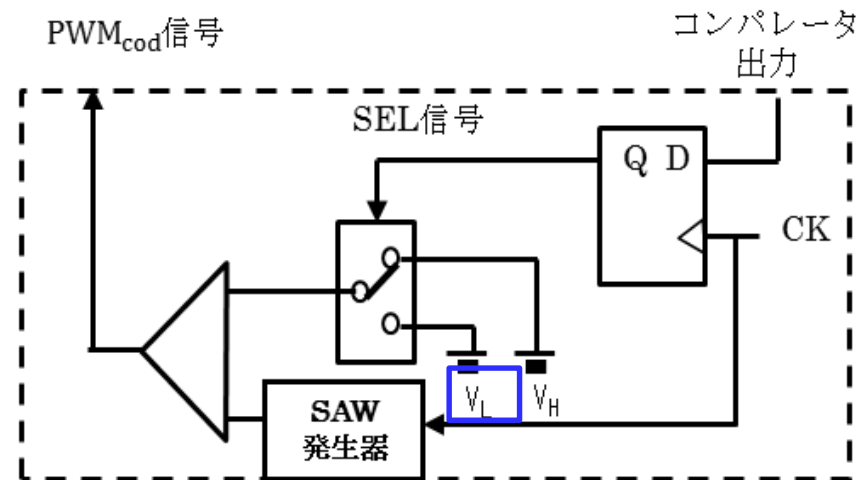 PWMcod信号
コンパレータ
出力
SEL信号
Q D
CK
VL
VH
SAW
発生器